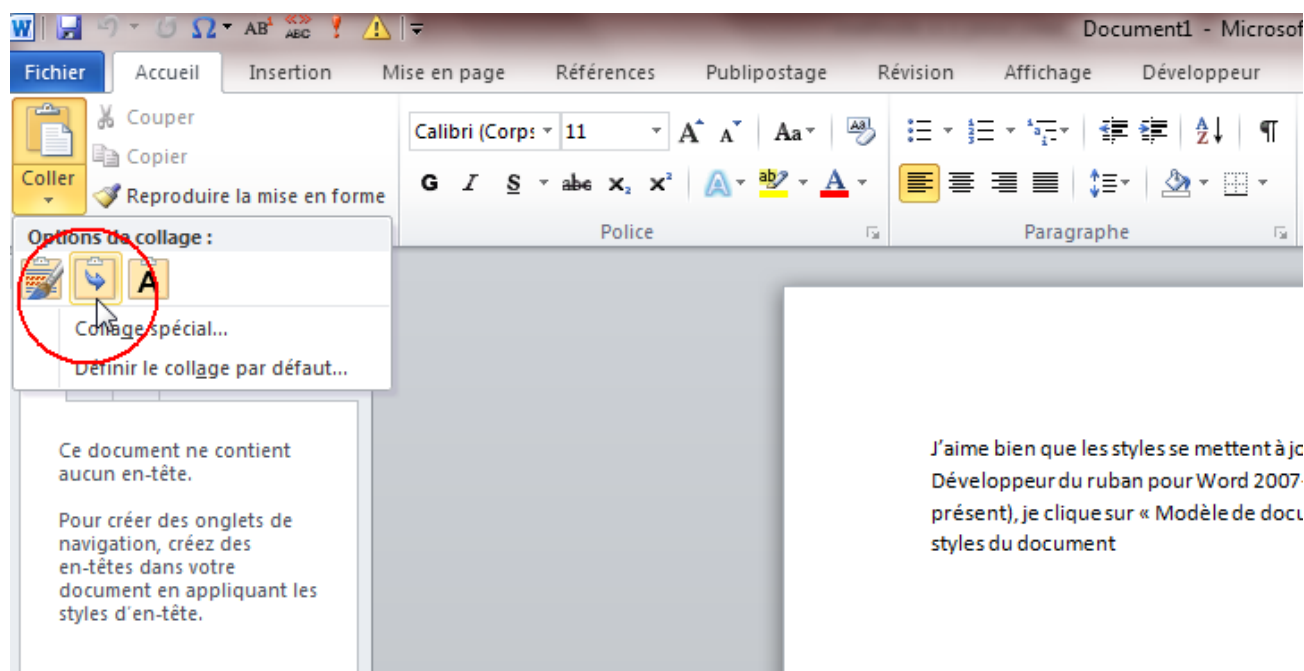 Document1 - Microsof
Fichier Accueil Insertion Mise en page Références Publipostage Révision Affichage Développeur
Couper
Copier
Coller
Reproduire la mise en forme
Calibri (Corps 11
G I S abc x₂ x²
Police
Paragraphe
Options de collage :
Collage spécial...
Définir le collage par défaut...
Ce document ne contient
aucun en-tête.
Pour créer des onglets de
navigation, créez des
en-têtes dans votre
document en appliquant les
styles d'en-tête.
J'aime bien que les styles se mettent à jo
Développeur du ruban pour Word 2007-
présent), je clique sur « Modèle de docu
styles du document